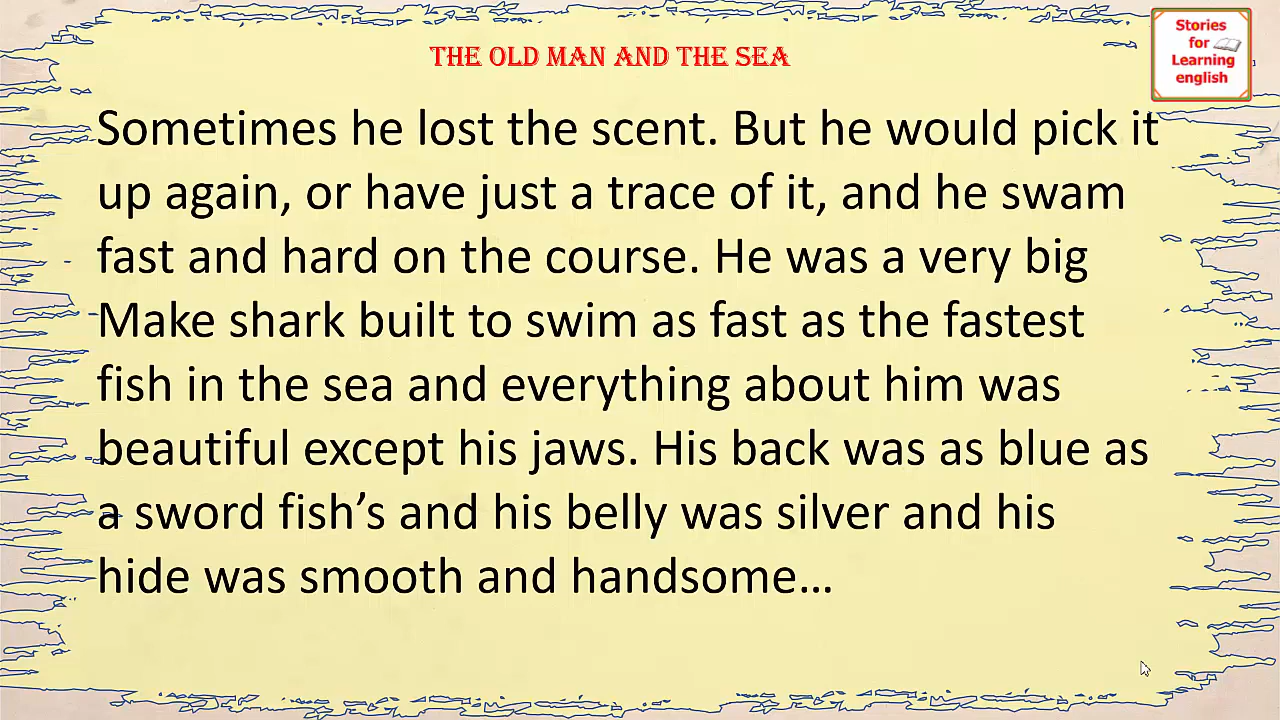 THE OLD MAN AND THE SEA
Stories
for
Learning
english
Sometimes he lost the scent. But he would pick it
up again, or have just a trace of it, and he swam
fast and hard on the course. He was a very big
Make shark built to swim as fast as the fastest
fish in the sea and everything about him was
beautiful except his jaws. His back was as blue as
a sword fish’s and his belly was silver and his
hide was smooth and handsome…